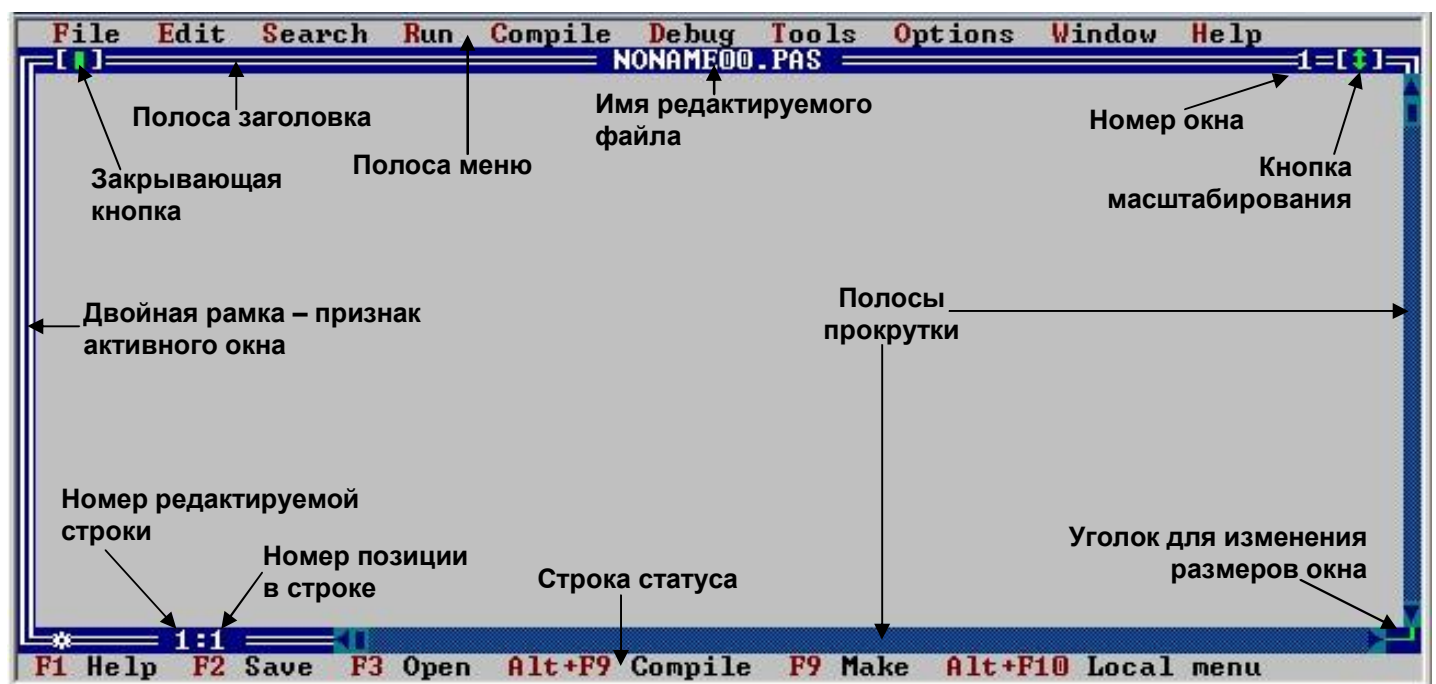 File Edit Search Run Compile Debug Tools Options Window Help
[ ] NONAME00.PAS 1=[↕]
Полоса заголовка
Имя редактируемого
файла
Номер окна
Полоса меню
Закрывающая
кнопка
Кнопка
масштабирования
Двойная рамка – признак
активного окна
Полосы
прокрутки
Номер редактируемой
строки
Номер позиции
в строке
Строка статуса
Уголок для изменения
размеров окна
1:1
F1 Help F2 Save F3 Open Alt+F9 Compile F9 Make Alt+F10 Local menu